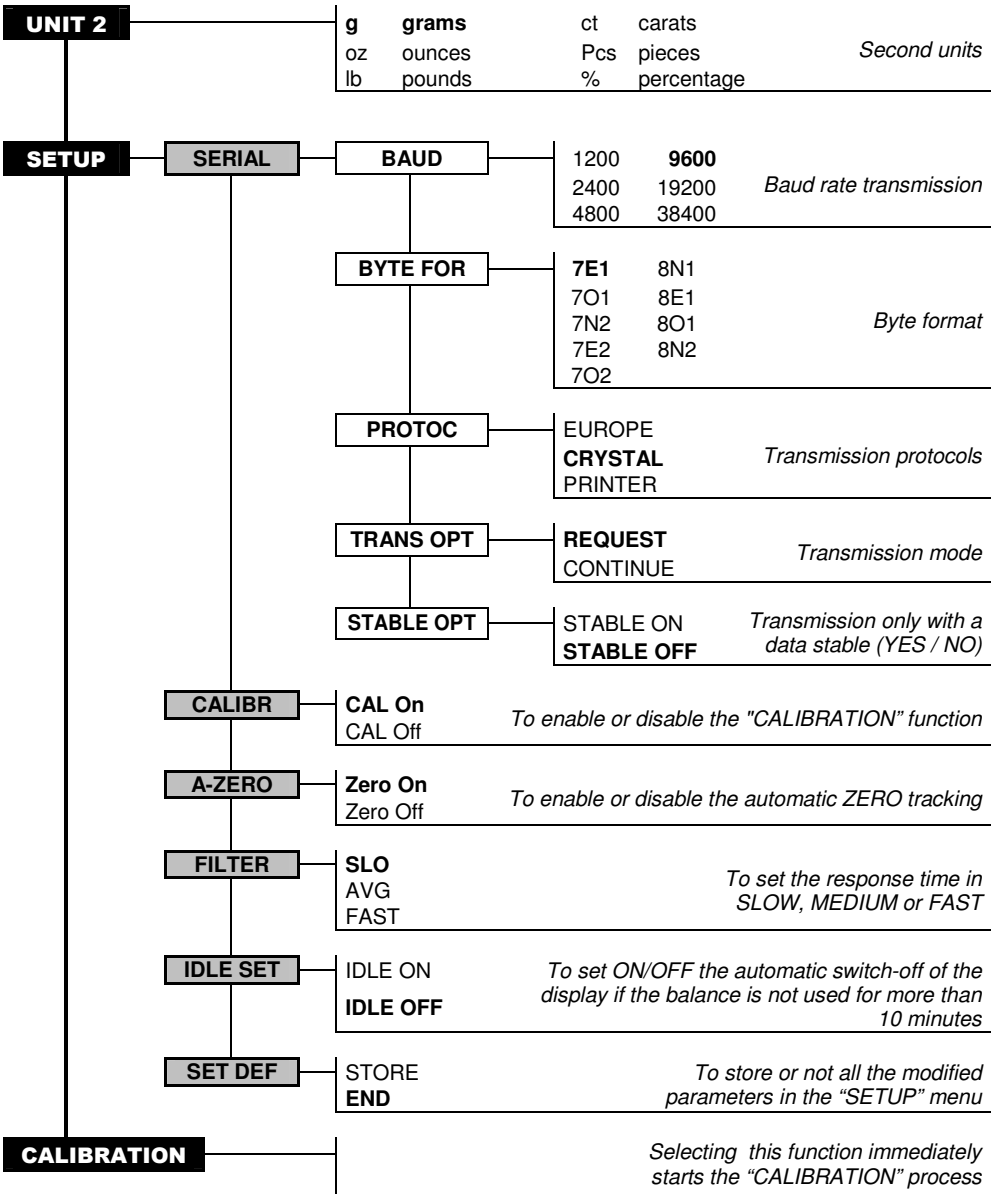 UNIT 2
g grams ct carats
oz ounces Pcs pieces Second units
lb pounds % percentage
SETUP SERIAL BAUD 1200 9600
2400 19200 Baud rate transmission
4800 38400
BYTE FOR 7E1 8N1
7O1 8E1
7N2 8O1 Byte format
7E2 8N2
7O2
PROTOC EUROPE
CRYSTAL Transmission protocols
PRINTER
TRANS OPT REQUEST
Transmission mode
CONTINUE
STABLE OPT STABLE ON Transmission only with a
STABLE OFF data stable (YES / NO)
CALIBR CAL On
To enable or disable the "CALIBRATION” function
CAL Off
A-ZERO Zero On
To enable or disable the automatic ZERO tracking
Zero Off
FILTER SLO
AVG To set the response time in
FAST SLOW, MEDIUM or FAST
IDLE SET IDLE ON To set ON/OFF the automatic switch-off of the
IDLE OFF display if the balance is not used for more than
10 minutes
SET DEF STORE To store or not all the modified
END parameters in the “SETUP” menu
CALIBRATION Selecting this function immediately
starts the “CALIBRATION” process